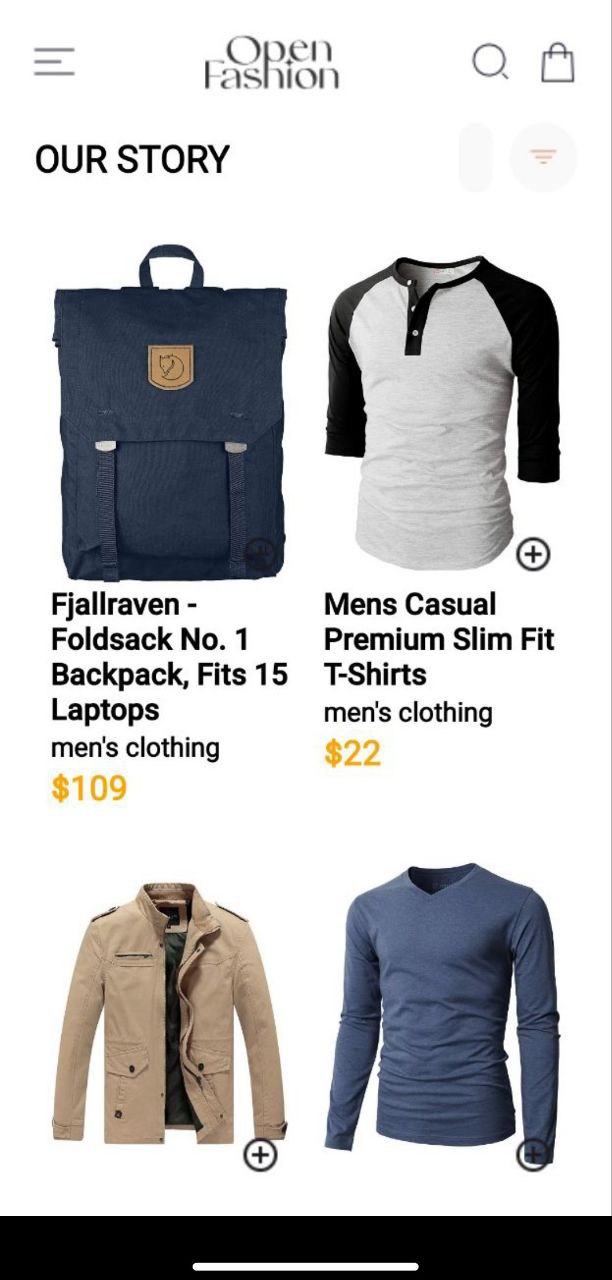 Open
Fashion
OUR STORY
Fjallraven -
Foldsack No. 1
Backpack, Fits 15
Laptops
men's clothing
$109
Mens Casual
Premium Slim Fit
T-Shirts
men's clothing
$22